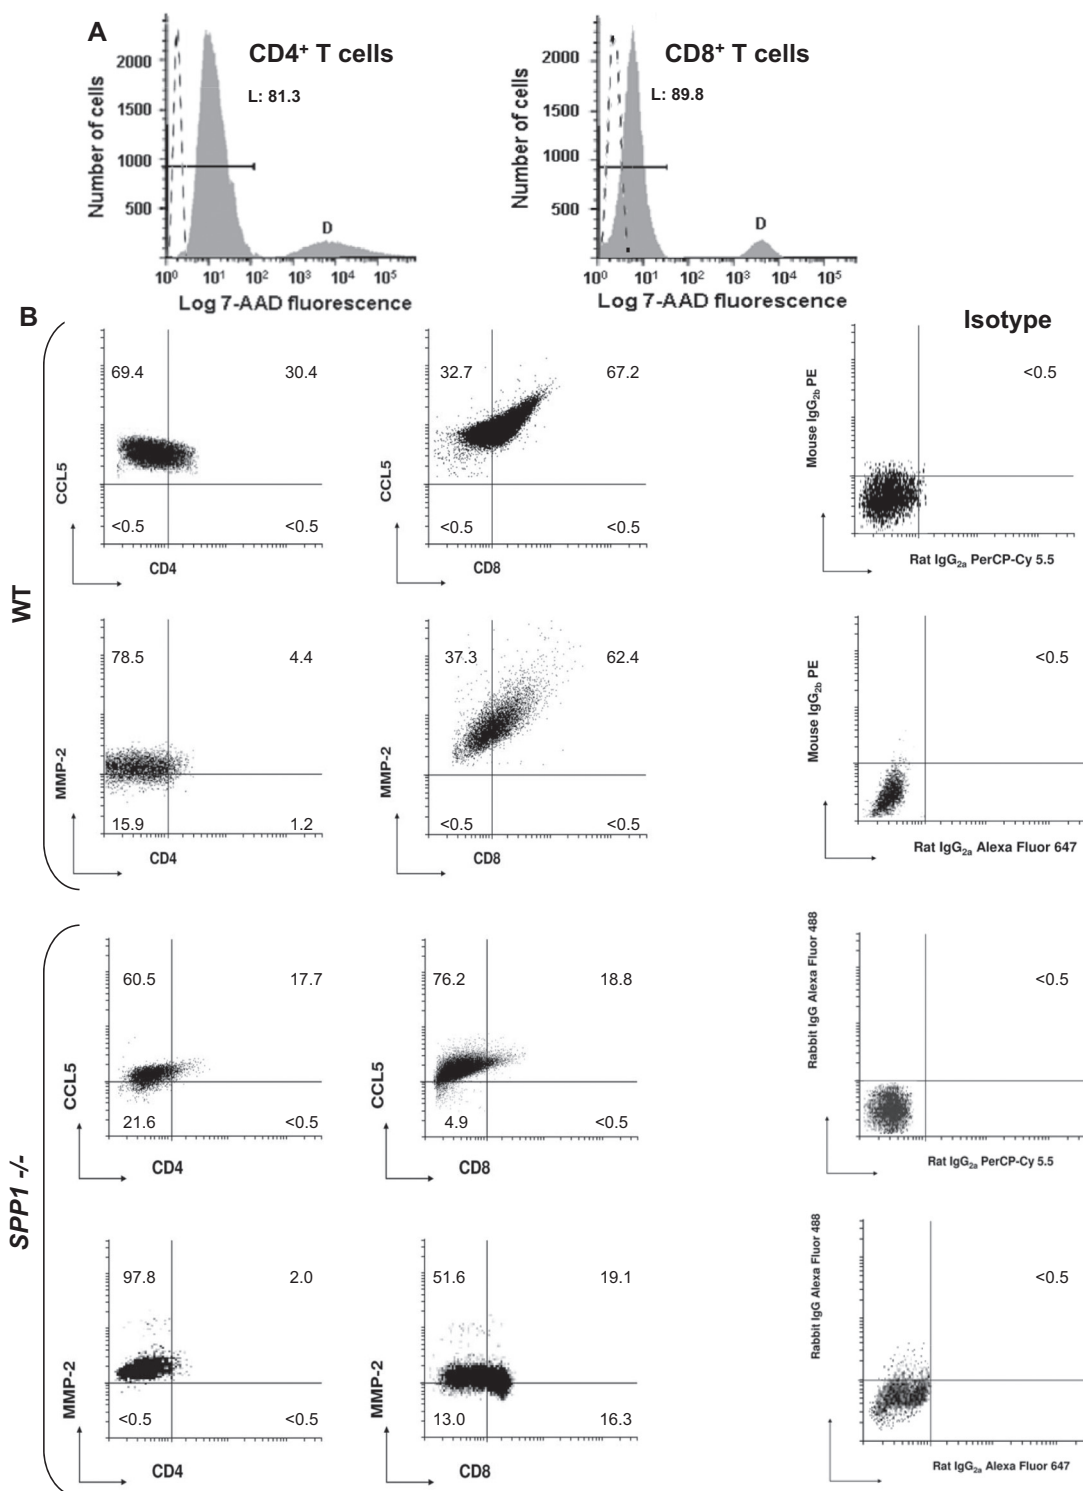 A
CD4⁺ T cells
L: 81.3
Number of cells
2000
1500
1000
500
D
10⁰ 10¹ 10² 10³ 10⁴ 10⁵
Log 7-AAD fluorescence
CD8⁺ T cells
L: 89.8
Number of cells
2000
1500
1000
500
D
10⁰ 10¹ 10² 10³ 10⁴ 10⁵
Log 7-AAD fluorescence
B
Isotype
WT
69.4 30.4
<0.5 <0.5
CCL5
CD4
32.7 67.2
<0.5 <0.5
CCL5
CD8
<0.5
Mouse IgG2b PE
Rat IgG2a PerCP-Cy 5.5
78.5 4.4
15.9 1.2
MMP-2
CD4
37.3 62.4
<0.5 <0.5
MMP-2
CD8
<0.5
Mouse IgG2b PE
Rat IgG2a Alexa Fluor 647
SPP1 -/-
60.5 17.7
21.6 <0.5
CCL5
CD4
76.2 18.8
4.9 <0.5
CCL5
CD8
<0.5
Rabbit IgG Alexa Fluor 488
Rat IgG2a PerCP-Cy 5.5
97.8 2.0
<0.5 <0.5
MMP-2
CD4
51.6 19.1
13.0 16.3
MMP-2
CD8
<0.5
Rabbit IgG Alexa Fluor 488
Rat IgG2a Alexa Fluor 647